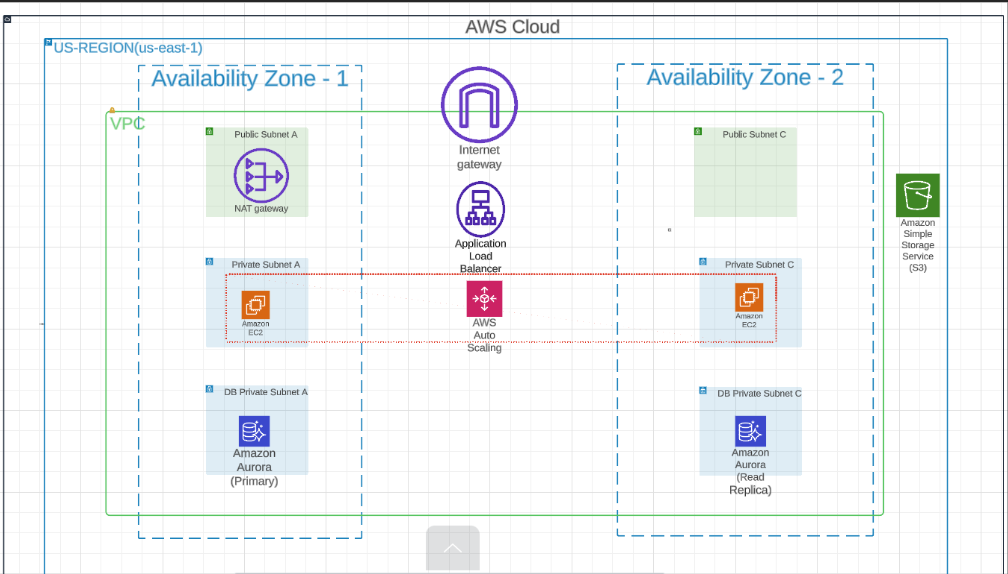 AWS Cloud
US-REGION(us-east-1)
Availability Zone - 1
Availability Zone - 2
VPC
Internet
gateway
Public Subnet A
NAT gateway
Public Subnet C
Application
Load
Balancer
Amazon
Simple
Storage
Service
(S3)
Private Subnet A
Amazon
EC2
AWS
Auto
Scaling
Private Subnet C
Amazon
EC2
DB Private Subnet A
Amazon
Aurora
(Primary)
DB Private Subnet C
Amazon
Aurora
(Read
Replica)